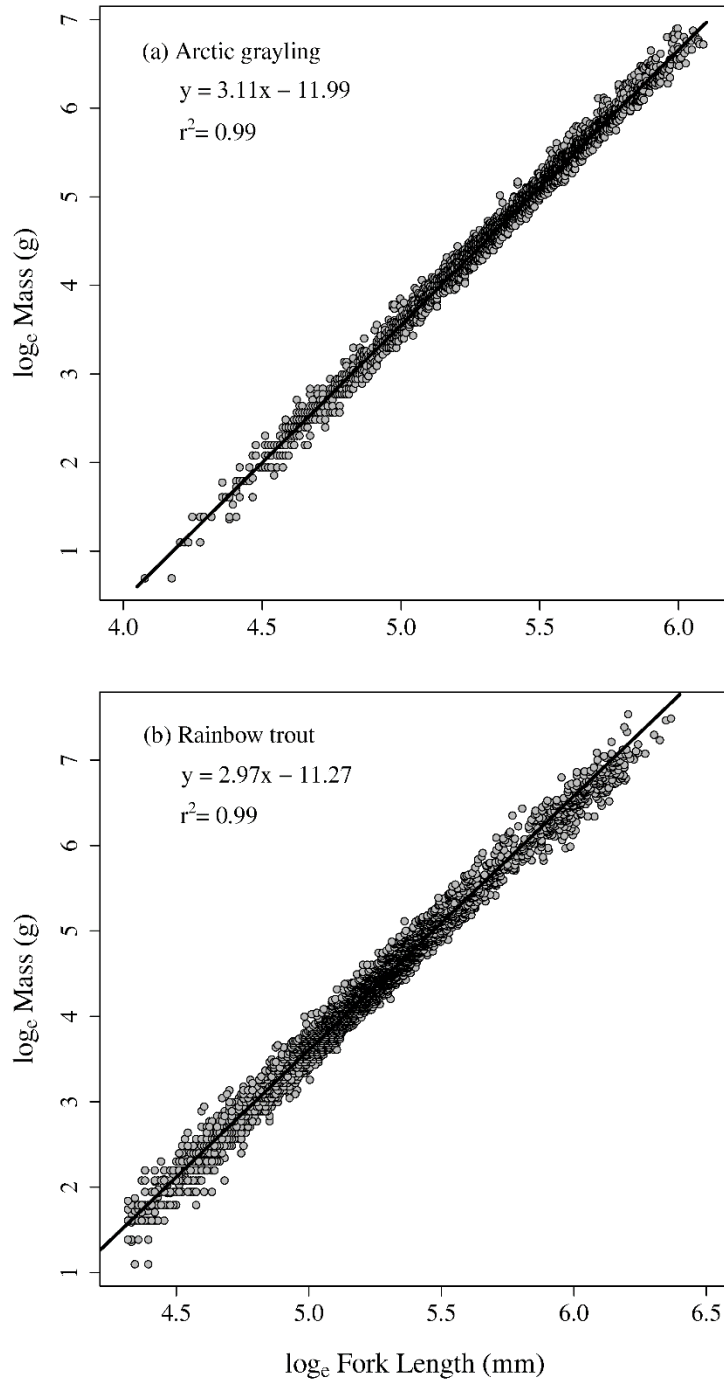 (a) Arctic grayling
y = 3.11x − 11.99
r²= 0.99
logₑ Mass (g)
7
6
5
4
3
2
1
4.0 4.5 5.0 5.5 6.0
(b) Rainbow trout
y = 2.97x − 11.27
r²= 0.99
logₑ Mass (g)
7
6
5
4
3
2
1
4.5 5.0 5.5 6.0 6.5
logₑ Fork Length (mm)